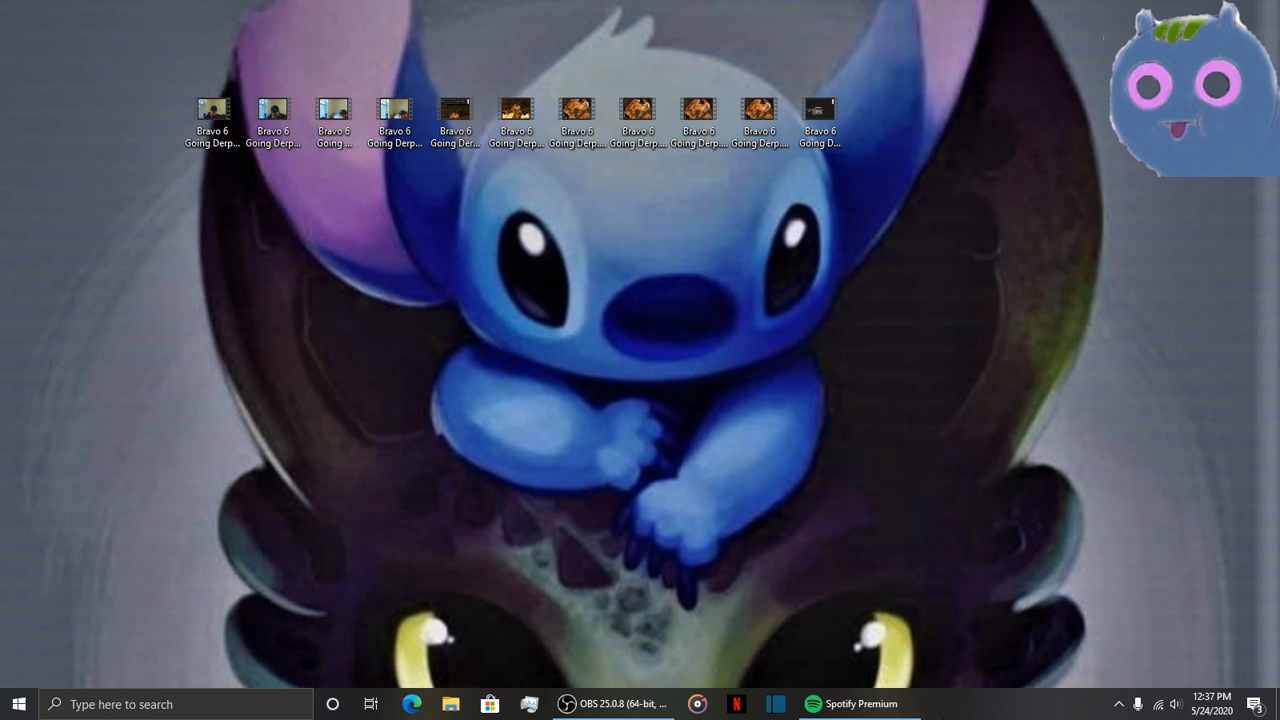 Bravo 6
Going Derp...
Bravo 6
Going Derp...
Bravo 6
Going ...
Bravo 6
Going Derp...
Bravo 6
Going Der...
Bravo 6
Going Derp...
Bravo 6
Going Derp....
Bravo 6
Going Derp....
Bravo 6
Going Derp....
Bravo 6
Going Derp....
Bravo 6
Going D...
Type here to search
OBS 25.0.8 (64-bit, ...
N
Spotify Premium
12:37 PM
5/24/2020
3